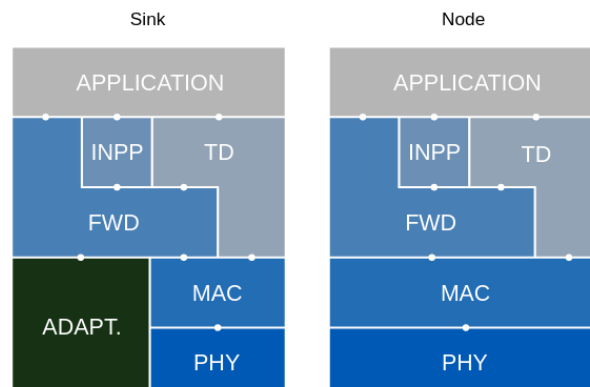 Sink
APPLICATION
INPP
TD
FWD
MAC
ADAPT.
PHY
Node
APPLICATION
INPP
TD
FWD
MAC
PHY